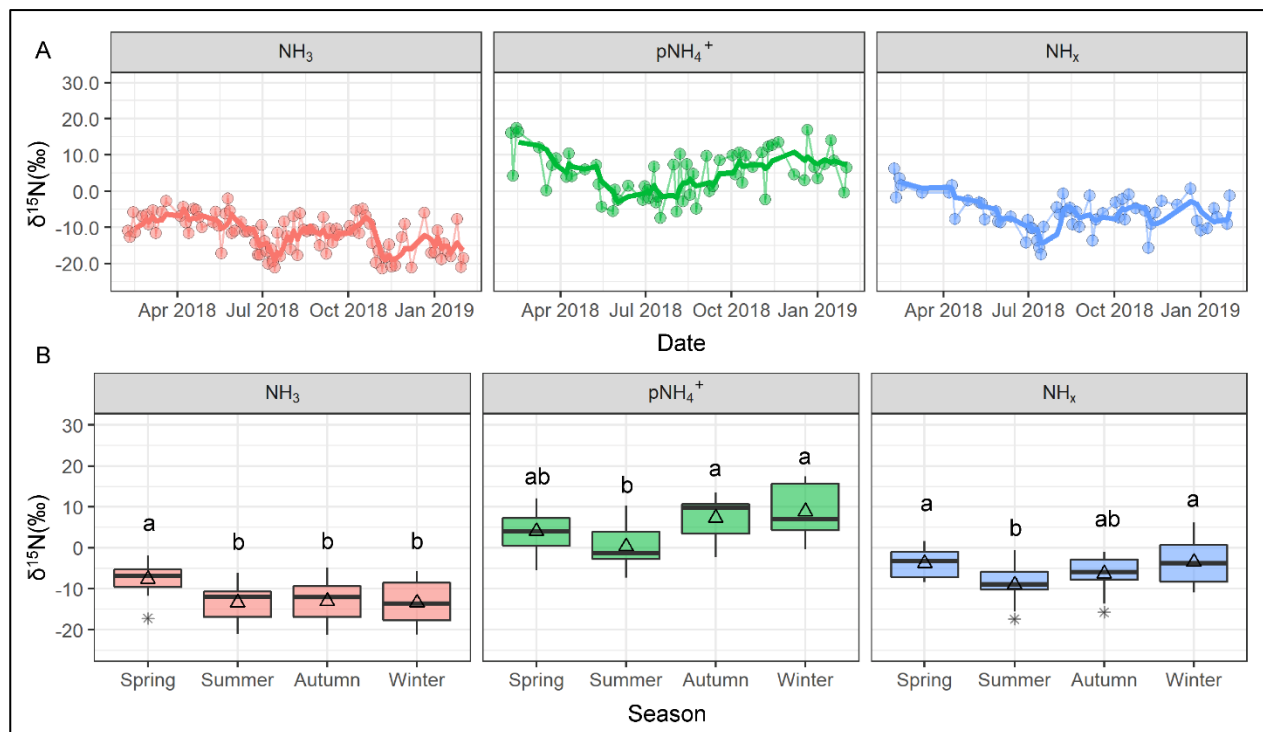 A
NH₃ pNH₄⁺ NHₓ
δ¹⁵N(‰)
30.0
20.0
10.0
0.0
-10.0
-20.0
Apr 2018 Jul 2018 Oct 2018 Jan 2019 Apr 2018 Jul 2018 Oct 2018 Jan 2019 Apr 2018 Jul 2018 Oct 2018 Jan 2019
Date
B
NH₃ pNH₄⁺ NHₓ
δ¹⁵N(‰)
30
20
10
0
-10
-20
a b b b
ab b a a
a b ab a
Spring Summer Autumn Winter Spring Summer Autumn Winter Spring Summer Autumn Winter
Season